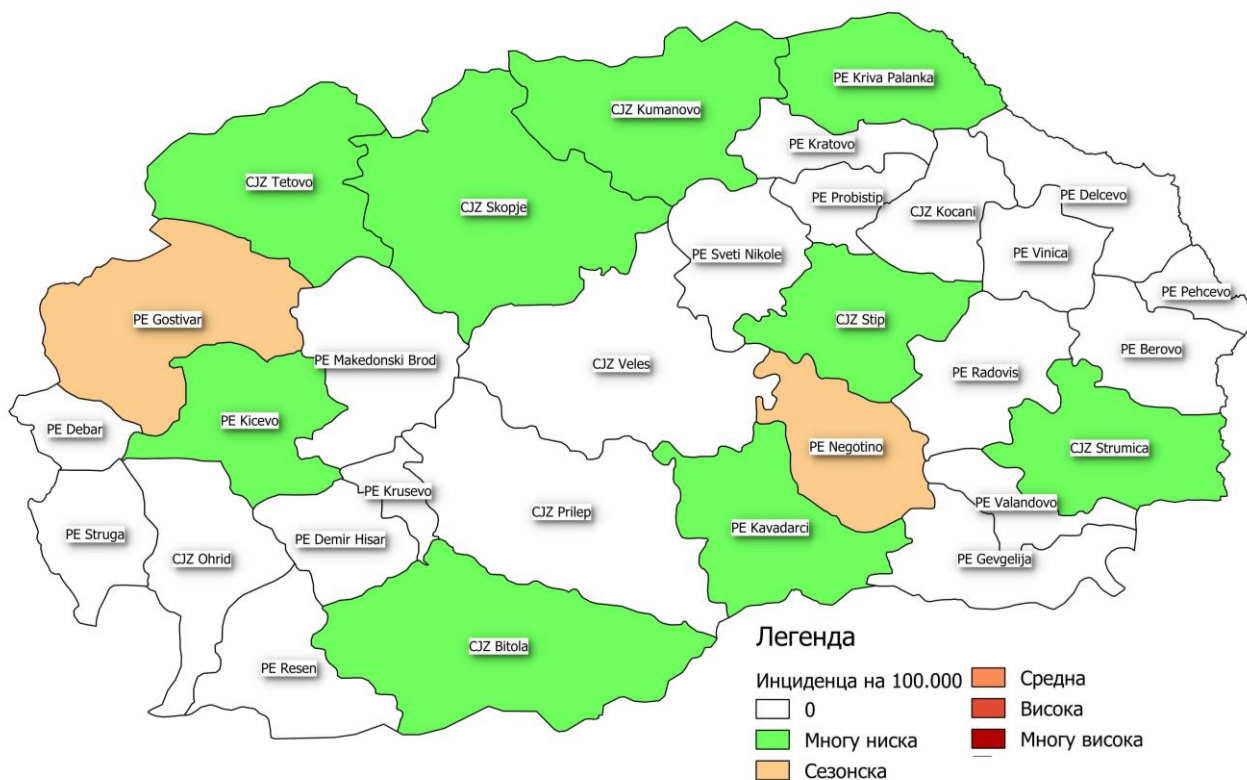 PE Kriva Palanka
CJZ Kumanovo
PE Kratovo
CJZ Tetovo
CJZ Skopje
PE Probistip
CJZ Kocani
PE Delcevo
PE Sveti Nikole
PE Vinica
PE Pehcevo
PE Gostivar
CJZ Stip
PE Makedonski Brod
CJZ Veles
PE Berovo
PE Radovis
PE Kicevo
PE Debar
PE Negotino
CJZ Strumica
PE Krusevo
PE Valandovo
CJZ Prilep
PE Kavadarci
PE Struga
PE Demir Hisar
CJZ Ohrid
PE Gevgelija
CJZ Bitola
PE Resen
Легенда
Инциденца на 100.000
0
Многу ниска
Сезонска
Средна
Висока
Многу висока